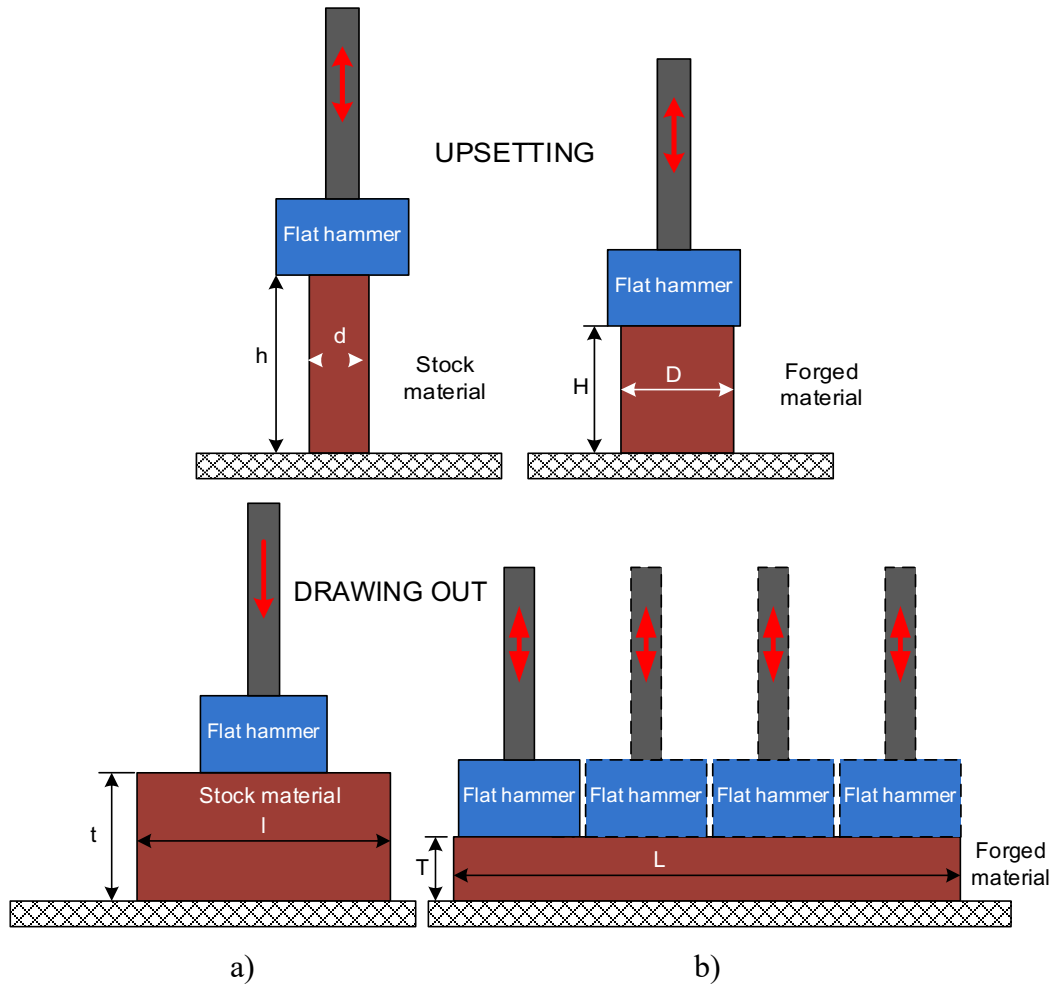 UPSETTING
Flat hammer
Flat hammer
h
d
Stock
material
H
D
Forged
material
DRAWING OUT
Flat hammer
Stock material
l
t
Flat hammer
Flat hammer
Flat hammer
Flat hammer
T
L
Forged
material
a)
b)